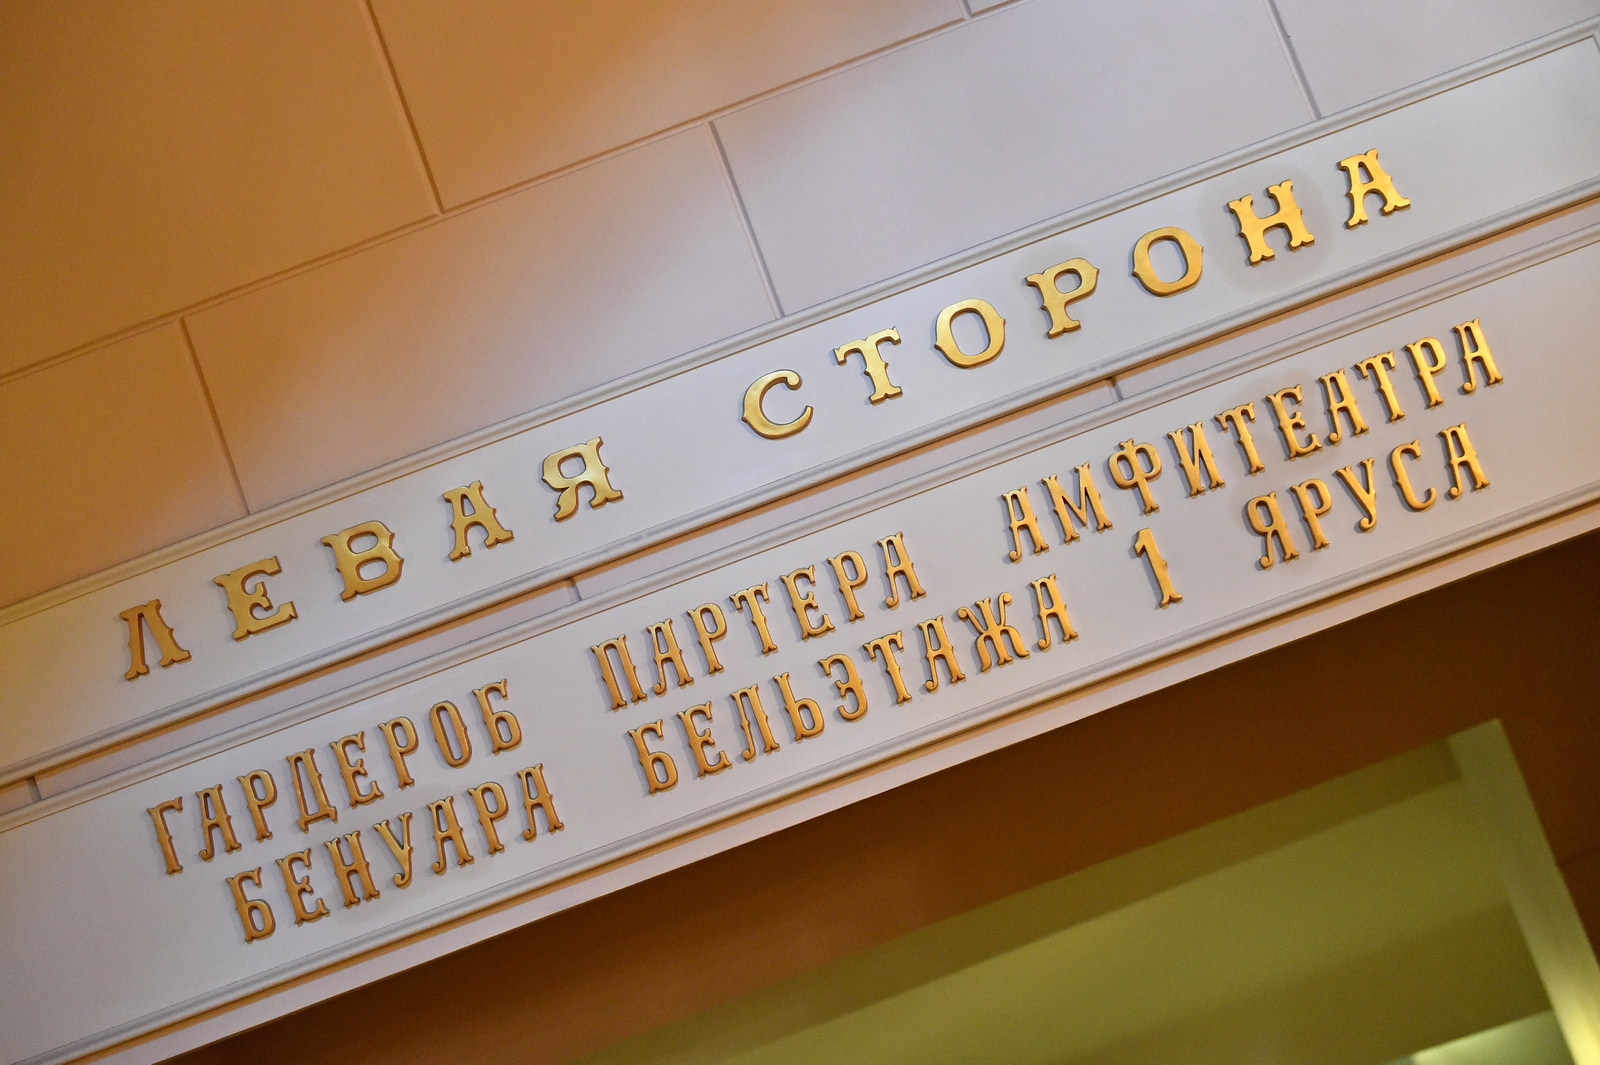 ЛЕВАЯ СТОРОНА
ГАРДЕРОБ ПАРТЕРА АМФИТЕАТРА
БЕНУАРА БЕЛЬЭТАЖА 1 ЯРУСА